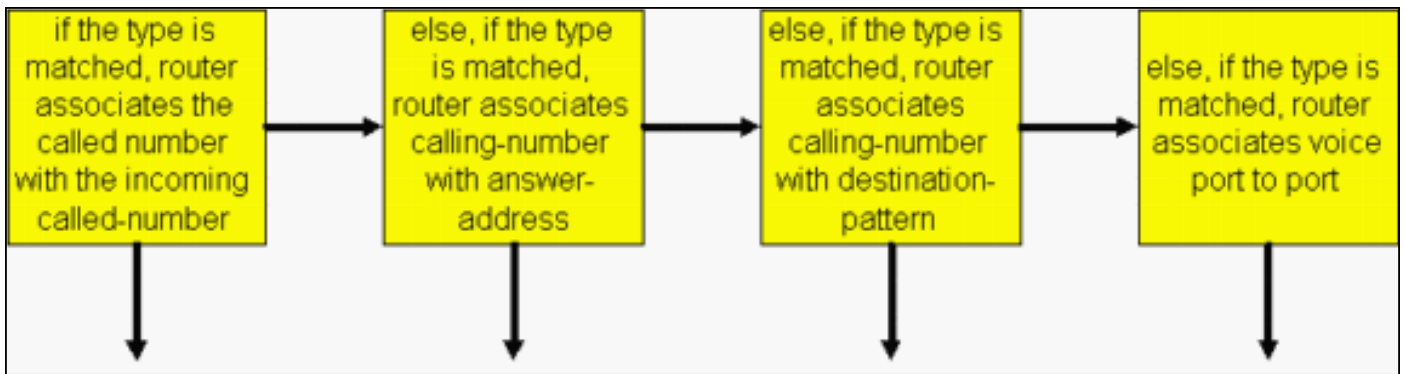 if the type is
matched, router
associates the
called number
with the incoming
called-number
else, if the type
is matched,
router associates
calling-number
with answer-
address
else, if the type is
matched, router
associates
calling-number
with destination-
pattern
else, if the type is
matched, router
associates voice
port to port